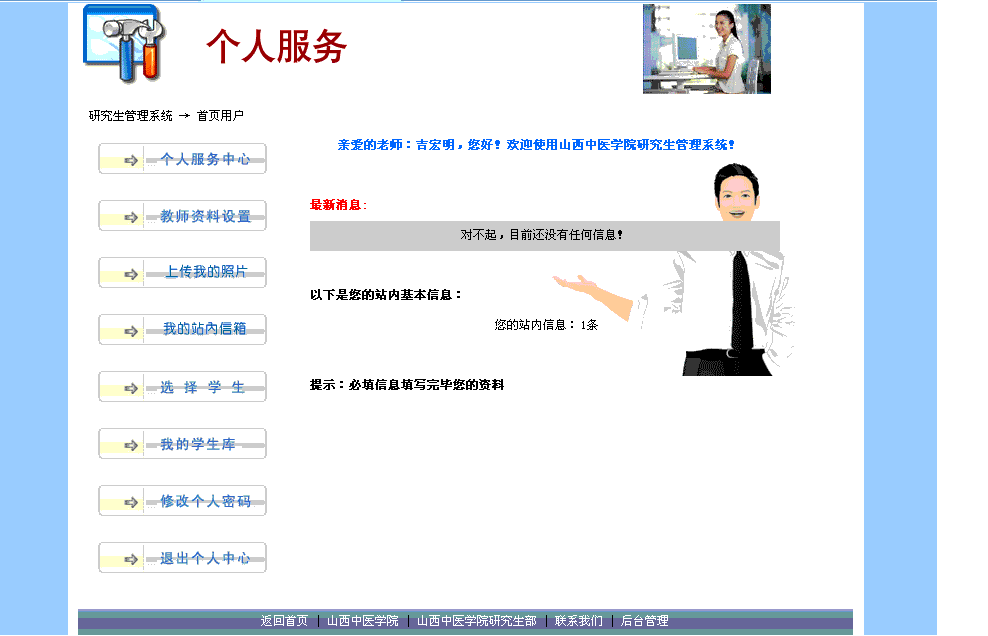 个人服务
研究生管理系统 → 首页用户
亲爱的老师：吉宏明，您好！欢迎使用山西中医学院研究生管理系统！
个人服务中心
教师资料设置
上传我的照片
我的站内信箱
选 择 学 生
我的学生库
修改个人密码
退出个人中心
最新消息:
对不起，目前还没有任何信息！
以下是您的站内基本信息：
您的站内信息：1条
提示：必填信息填写完毕您的资料
返回首页 | 山西中医学院 | 山西中医学院研究生部 | 联系我们 | 后台管理